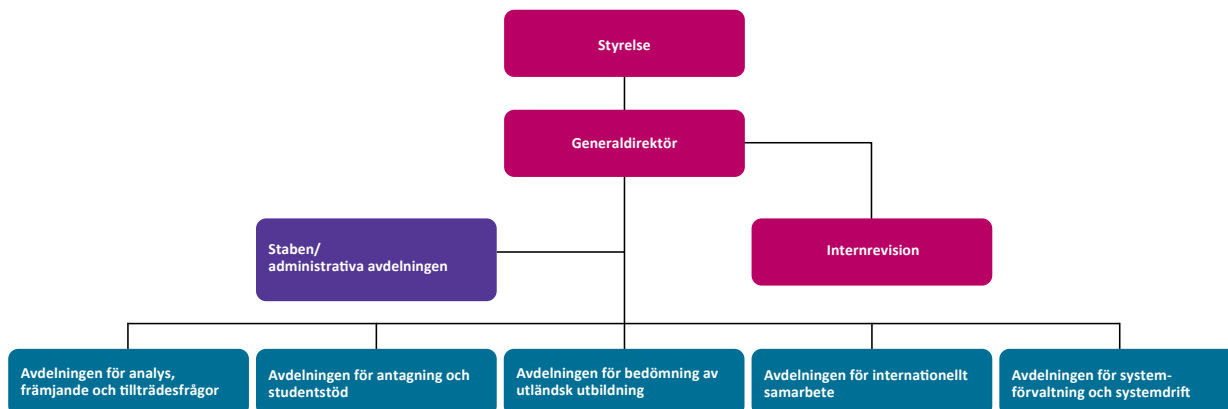 Styrelse
Generaldirektör
Staben/
administrativa avdelningen
Internrevision
Avdelningen för analys,
främjande och tillträdesfrågor
Avdelningen för antagning och
studentstöd
Avdelningen för bedömning av
utländsk utbildning
Avdelningen för internationellt
samarbete
Avdelningen för system-
förvaltning och systemdrift